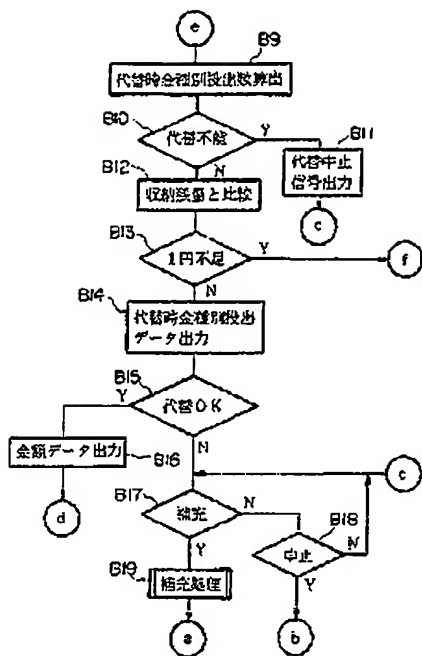 e
B9
代替時金種別投出数算出
B10
代替不能
Y
N
B11
代替中止
信号出力
c
B12
収納残量と比較
B13
1円不足
Y
f
N
B14
代替時金種別投出
データ出力
B15
Y
代替OK
N
金額データ出力
B16
d
c
B17
補充
N
B18
Y
中止
N
Y
B19
補充処理
a
b